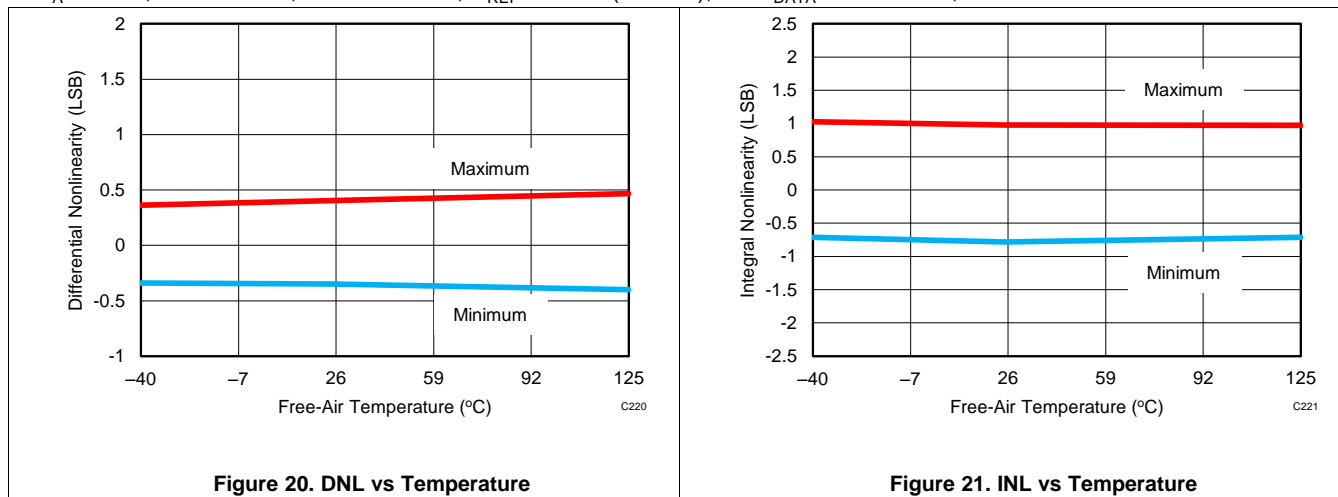 2
1.5
1
0.5
0
-0.5
-1
Differential Nonlinearity (LSB)
Maximum
Minimum
–40 –7 26 59 92 125
Free-Air Temperature (ºC)
C220
Figure 20. DNL vs Temperature
2.5
2
1.5
1
0.5
0
-0.5
-1
-1.5
-2
-2.5
Integral Nonlinearity (LSB)
Maximum
Minimum
–40 –7 26 59 92 125
Free-Air Temperature (ºC)
C221
Figure 21. INL vs Temperature